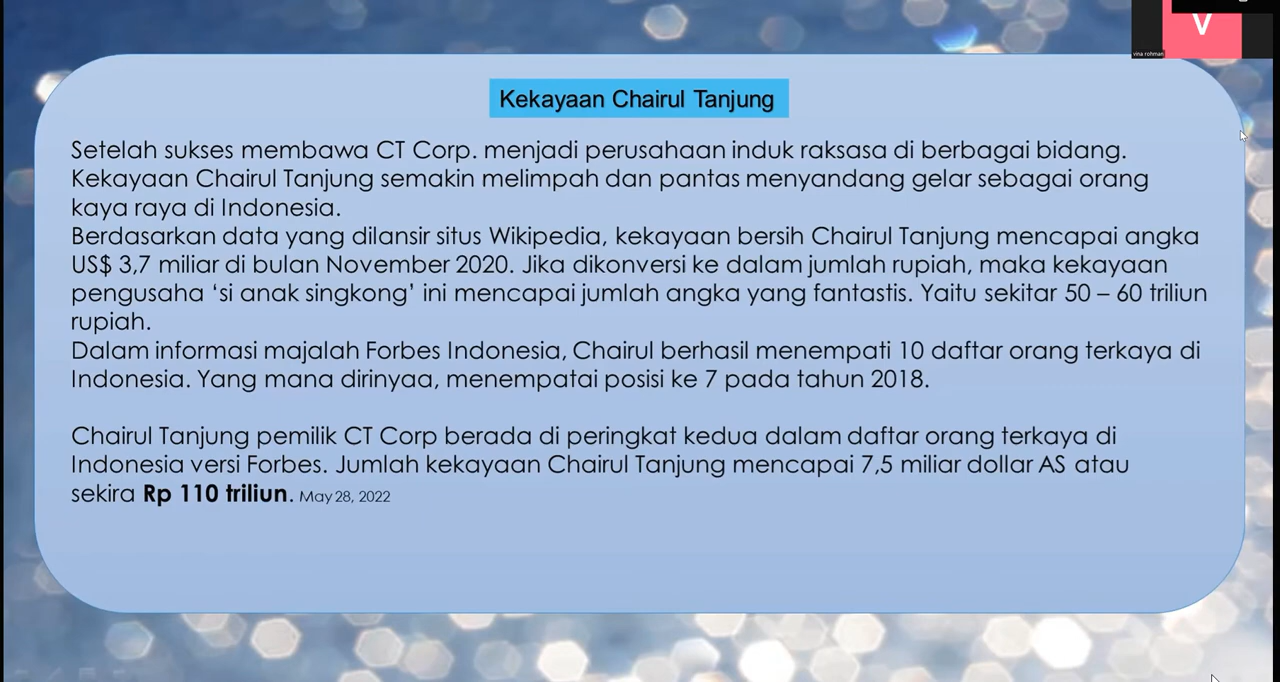 V
vina rohman
Kekayaan Chairul Tanjung
Setelah sukses membawa CT Corp. menjadi perusahaan induk raksasa di berbagai bidang.
Kekayaan Chairul Tanjung semakin melimpah dan pantas menyandang gelar sebagai orang
kaya raya di Indonesia.
Berdasarkan data yang dilansir situs Wikipedia, kekayaan bersih Chairul Tanjung mencapai angka
US$ 3,7 miliar di bulan November 2020. Jika dikonversi ke dalam jumlah rupiah, maka kekayaan
pengusaha ‘si anak singkong’ ini mencapai jumlah angka yang fantastis. Yaitu sekitar 50 – 60 triliun
rupiah.
Dalam informasi majalah Forbes Indonesia, Chairul berhasil menempati 10 daftar orang terkaya di
Indonesia. Yang mana dirinyaa, menempatai posisi ke 7 pada tahun 2018.
Chairul Tanjung pemilik CT Corp berada di peringkat kedua dalam daftar orang terkaya di
Indonesia versi Forbes. Jumlah kekayaan Chairul Tanjung mencapai 7,5 miliar dollar AS atau
sekira Rp 110 triliun. May 28, 2022